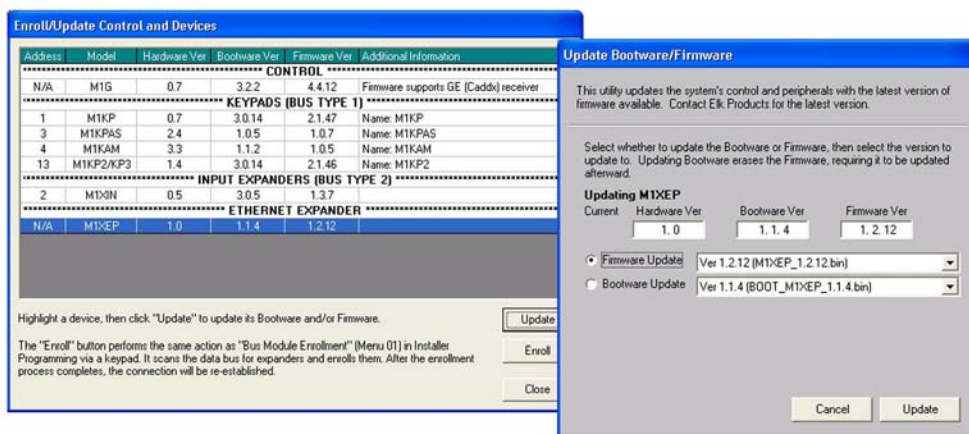 Enroll/Update Control and Devices
Address Model Hardware Ver Bootware Ver Firmware Ver Additional Information
CONTROL
N/A M1G 0.7 3.2.2 4.4.12 Firmware supports GE (Caddx) receiver
KEYPADS (BUS TYPE 1)
1 M1KP 0.7 3.0.14 2.1.47 Name: M1KP
3 M1KPAS 2.4 1.0.5 1.0.7 Name: M1KPAS
4 M1KAM 3.3 1.1.2 1.0.5 Name: M1KAM
13 M1KP2/KP3 1.4 3.0.14 2.1.46 Name: M1KP2
INPUT EXPANDERS (BUS TYPE 2)
2 M1XIN 0.5 3.0.5 1.3.7
ETHERNET EXPANDER
N/A M1XEP 1.0 1.1.4 1.2.12
Highlight a device, then click "Update" to update its Bootware and/or Firmware.
Update
The "Enroll" button performs the same action as "Bus Module Enrollment" (Menu 01) in Installer
Programming via a keypad. It scans the data bus for expanders and enrolls them. After the enrollment
process completes, the connection will be re-established.
Enroll
Close
Update Bootware/Firmware
This utility updates the system's control and peripherals with the latest version of
firmware available. Contact Elk Products for the latest version.
Select whether to update the Bootware or Firmware, then select the version to
update to. Updating Bootware erases the Firmware, requiring it to be updated
afterward.
Updating M1XEP
Current Hardware Ver Bootware Ver Firmware Ver
1. 0 1. 1. 4 1. 2. 12
Firmware Update Ver 1.2.12 (M1XEP_1.2.12.bin)
Bootware Update Ver 1.1.4 (BOOT_M1XEP_1.1.4.bin)
Cancel Update